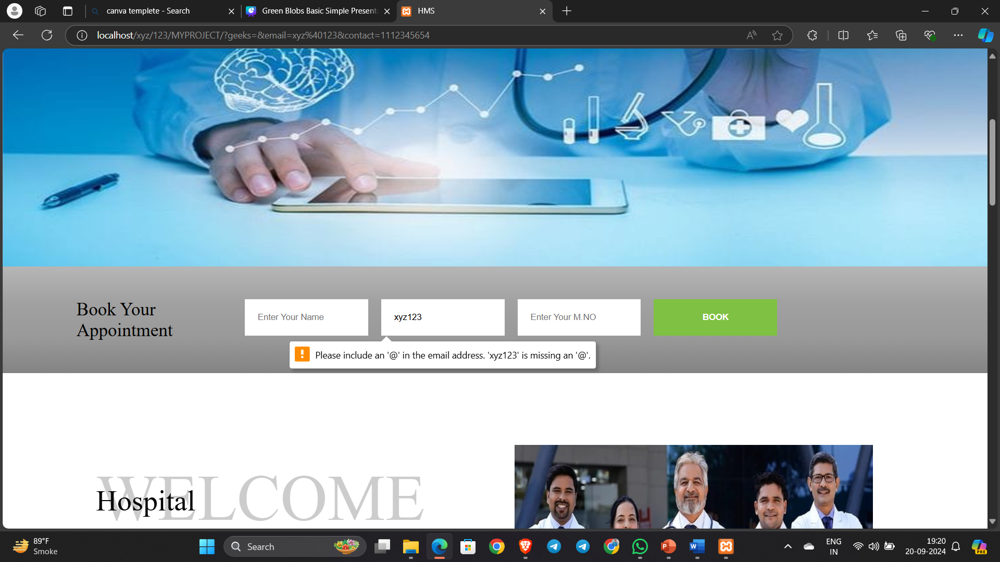 canva templete - Search
Green Blobs Basic Simple Present
HMS
localhost/xyz/123/MYPROJECT/?geeks=&email=xyz%40123&contact=1112345654
Book Your
Appointment
Enter Your Name
xyz123
Enter Your M.NO
BOOK
Please include an '@' in the email address. 'xyz123' is missing an '@'.
WELCOME
Hospital
89°F
Smoke
Search
ENG
IN
19:20
20-09-2024
PRE